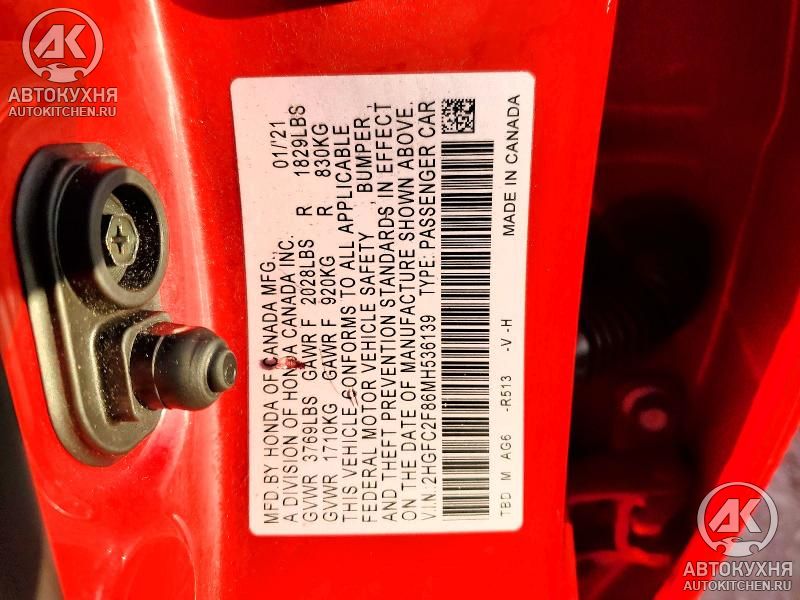 АК
АВТОКУХНЯ
AUTOKITCHEN.RU
MFD. BY HONDA OF CANADA MFG., 01/'21
A DIVISION OF HONDA CANADA INC.
GVWR 3769LBS GAWR F 2028LBS R 1829LBS
GVWR 1710KG GAWR F 920KG R 830KG
THIS VEHICLE CONFORMS TO ALL APPLICABLE
FEDERAL MOTOR VEHICLE SAFETY , BUMPER
AND THEFT PREVENTION STANDARDS IN EFFECT
ON THE DATE OF MANUFACTURE SHOWN ABOVE.
V.I.N. 2HGFC2F86MH536139 TYPE: PASSENGER CAR
TBD M AG6 -R513 -V -H MADE IN CANADA
АК
АВТОКУХНЯ
AUTOKITCHEN.RU